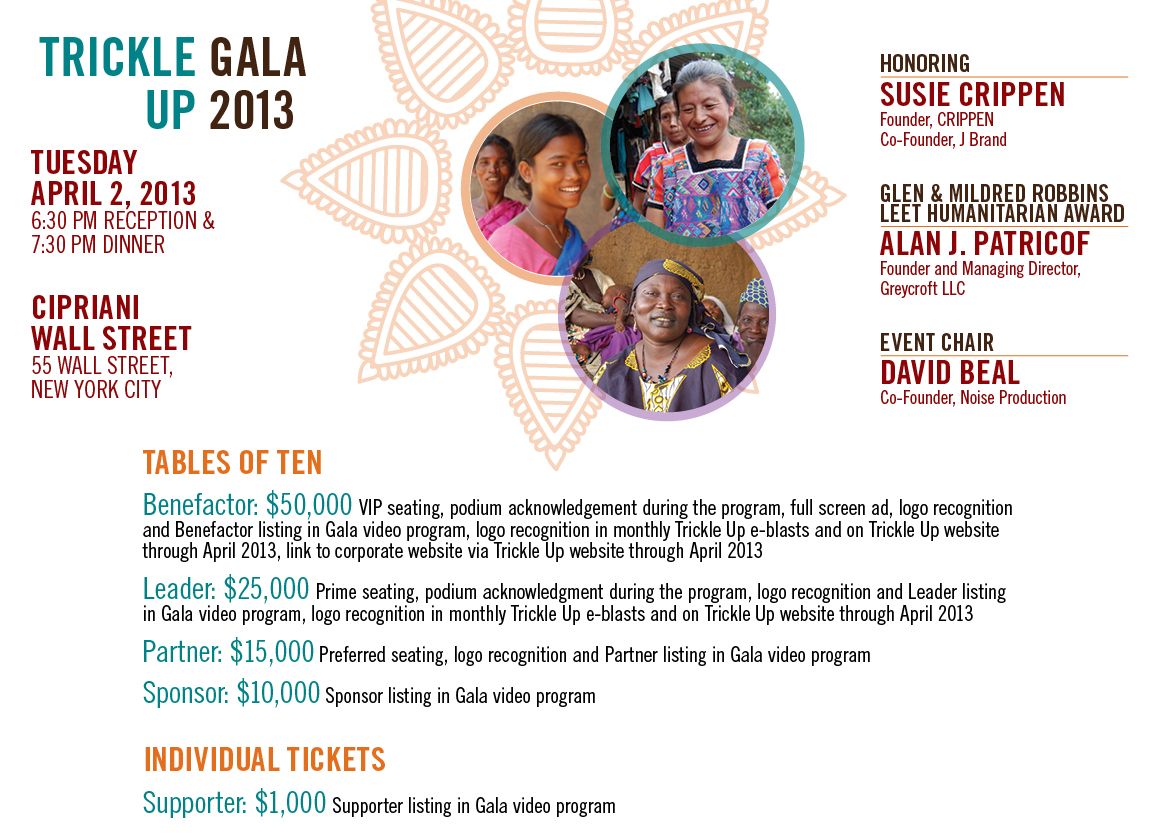 TRICKLE GALA
UP 2013
TUESDAY
APRIL 2, 2013
6:30 PM RECEPTION &
7:30 PM DINNER
CIPRIANI
WALL STREET
55 WALL STREET,
NEW YORK CITY
HONORING
SUSIE CRIPPEN
Founder, CRIPPEN
Co-Founder, J Brand
GLEN & MILDRED ROBBINS
LEET HUMANITARIAN AWARD
ALAN J. PATRICOF
Founder and Managing Director,
Greycroft LLC
EVENT CHAIR
DAVID BEAL
Co-Founder, Noise Production
TABLES OF TEN
Benefactor: $50,000 VIP seating, podium acknowledgement during the program, full screen ad, logo recognition
and Benefactor listing in Gala video program, logo recognition in monthly Trickle Up e-blasts and on Trickle Up website
through April 2013, link to corporate website via Trickle Up website through April 2013
Leader: $25,000 Prime seating, podium acknowledgment during the program, logo recognition and Leader listing
in Gala video program, logo recognition in monthly Trickle Up e-blasts and on Trickle Up website through April 2013
Partner: $15,000 Preferred seating, logo recognition and Partner listing in Gala video program
Sponsor: $10,000 Sponsor listing in Gala video program
INDIVIDUAL TICKETS
Supporter: $1,000 Supporter listing in Gala video program